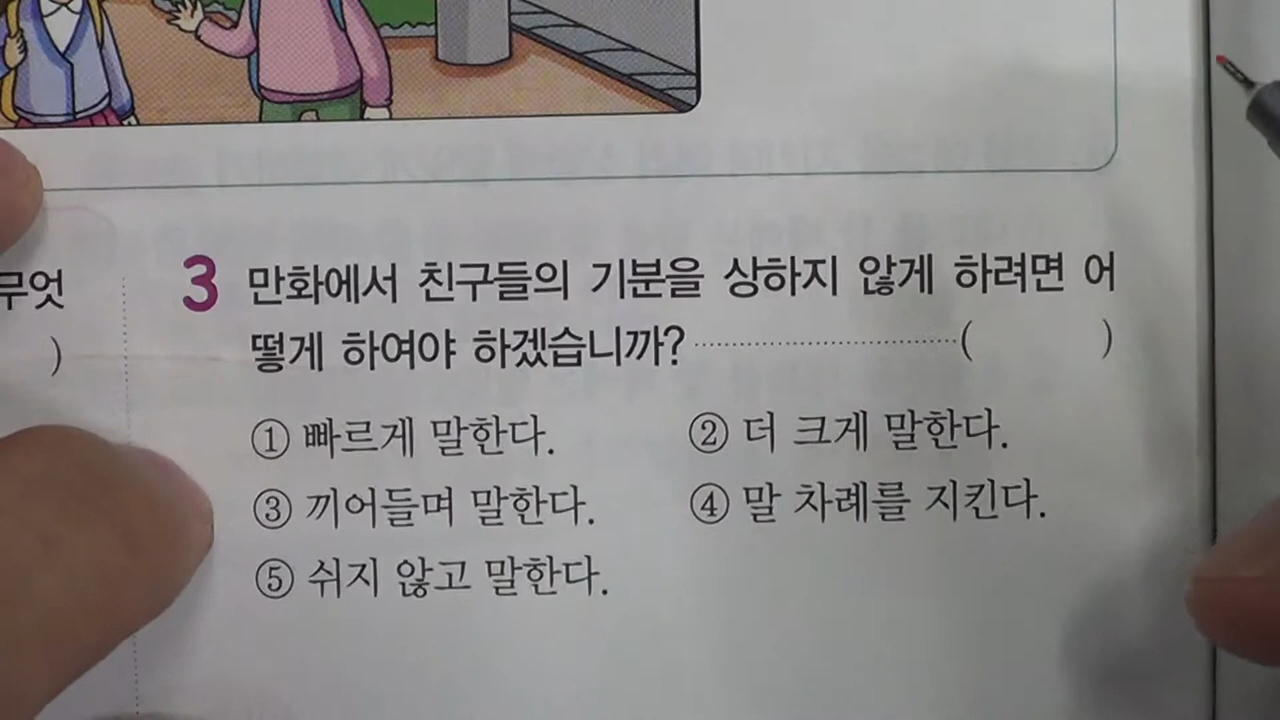 무엇
)
3 만화에서 친구들의 기분을 상하지 않게 하려면 어
떻게 하여야 하겠습니까? ( )
① 빠르게 말한다. ② 더 크게 말한다.
③ 끼어들며 말한다. ④ 말 차례를 지킨다.
⑤ 쉬지 않고 말한다.